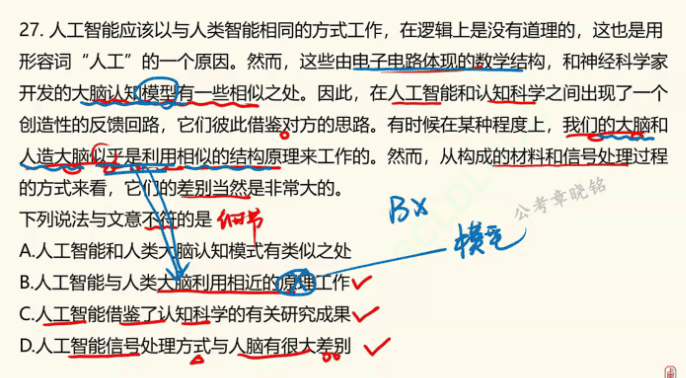 27. 人工智能应该以与人类智能相同的方式工作，在逻辑上是没有道理的，这也是用
形容词“人工”的一个原因。然而，这些由电子电路体现的数学结构，和神经科学家
开发的大脑认知模型有一些相似之处。因此，在人工智能和认知科学之间出现了一个
创造性的反馈回路，它们彼此借鉴对方的思路。有时候在某种程度上，我们的大脑和
人造大脑似乎是利用相似的结构原理来工作的。然而，从构成的材料和信号处理过程
的方式来看，它们的差别当然是非常大的。
下列说法与文意不符的是 细节
BX
公考章晓铭
A.人工智能和人类大脑认知模式有类似之处
模型
B.人工智能与人类大脑利用相近的原理工作
C.人工智能借鉴了认知科学的有关研究成果
D.人工智能信号处理方式与人脑有很大差别